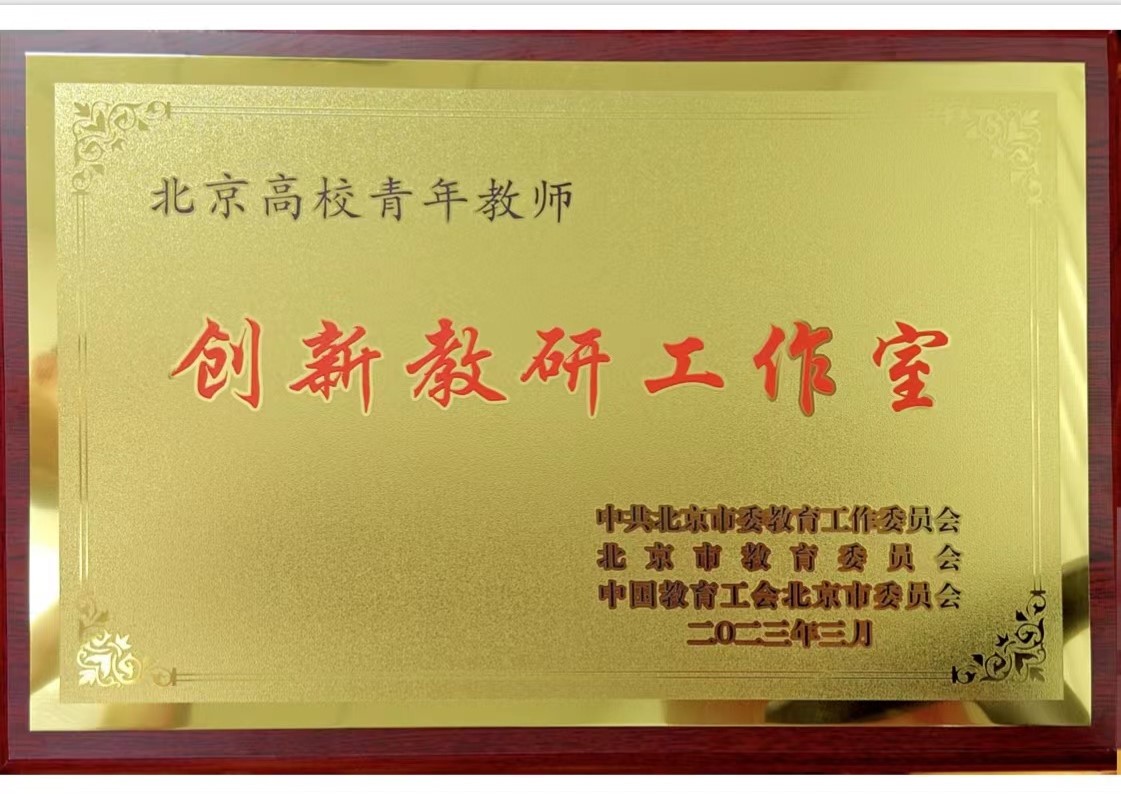 北京高校青年教师
创新教研工作室
中共北京市委教育工作委员会
北京市教育委员会
中国教育工会北京市委员会
二〇二三年三月